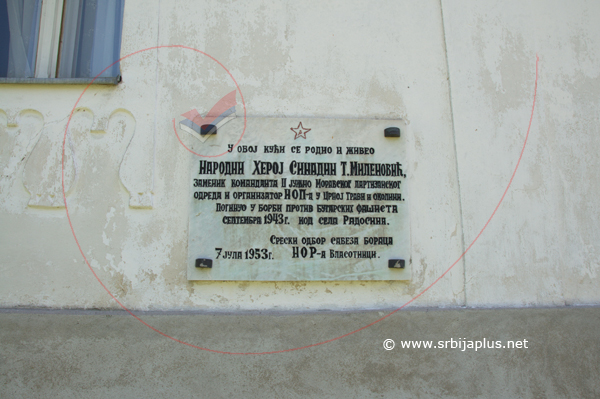 У овој кући се родио и живео
Народни Херој Синадин Т. Миленовић,
заменик команданта II јужно Моравског партизанског
одреда и организатор НОП-а у Црној Трави и околини.
Погинуо у борби против бугарских фашиста
септембра 1943 г. код села Радосина.
Срески одбор савеза бораца
7 јула 1953 г. НОР-а Власотинци.
© www.srbijaplus.net